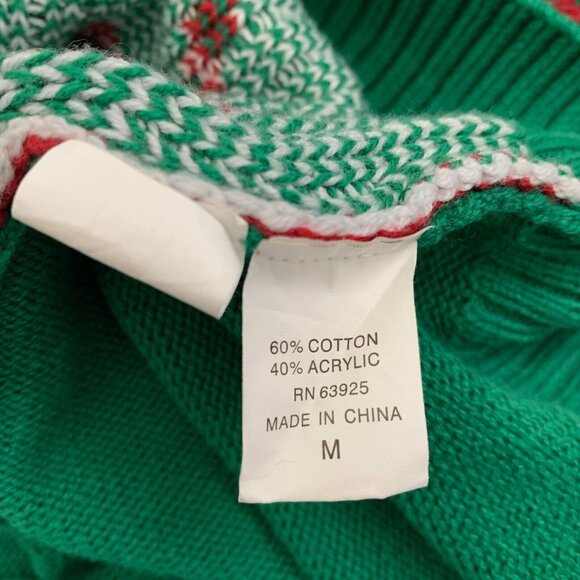 60% COTTON
40% ACRYLIC
RN 63925
MADE IN CHINA
M